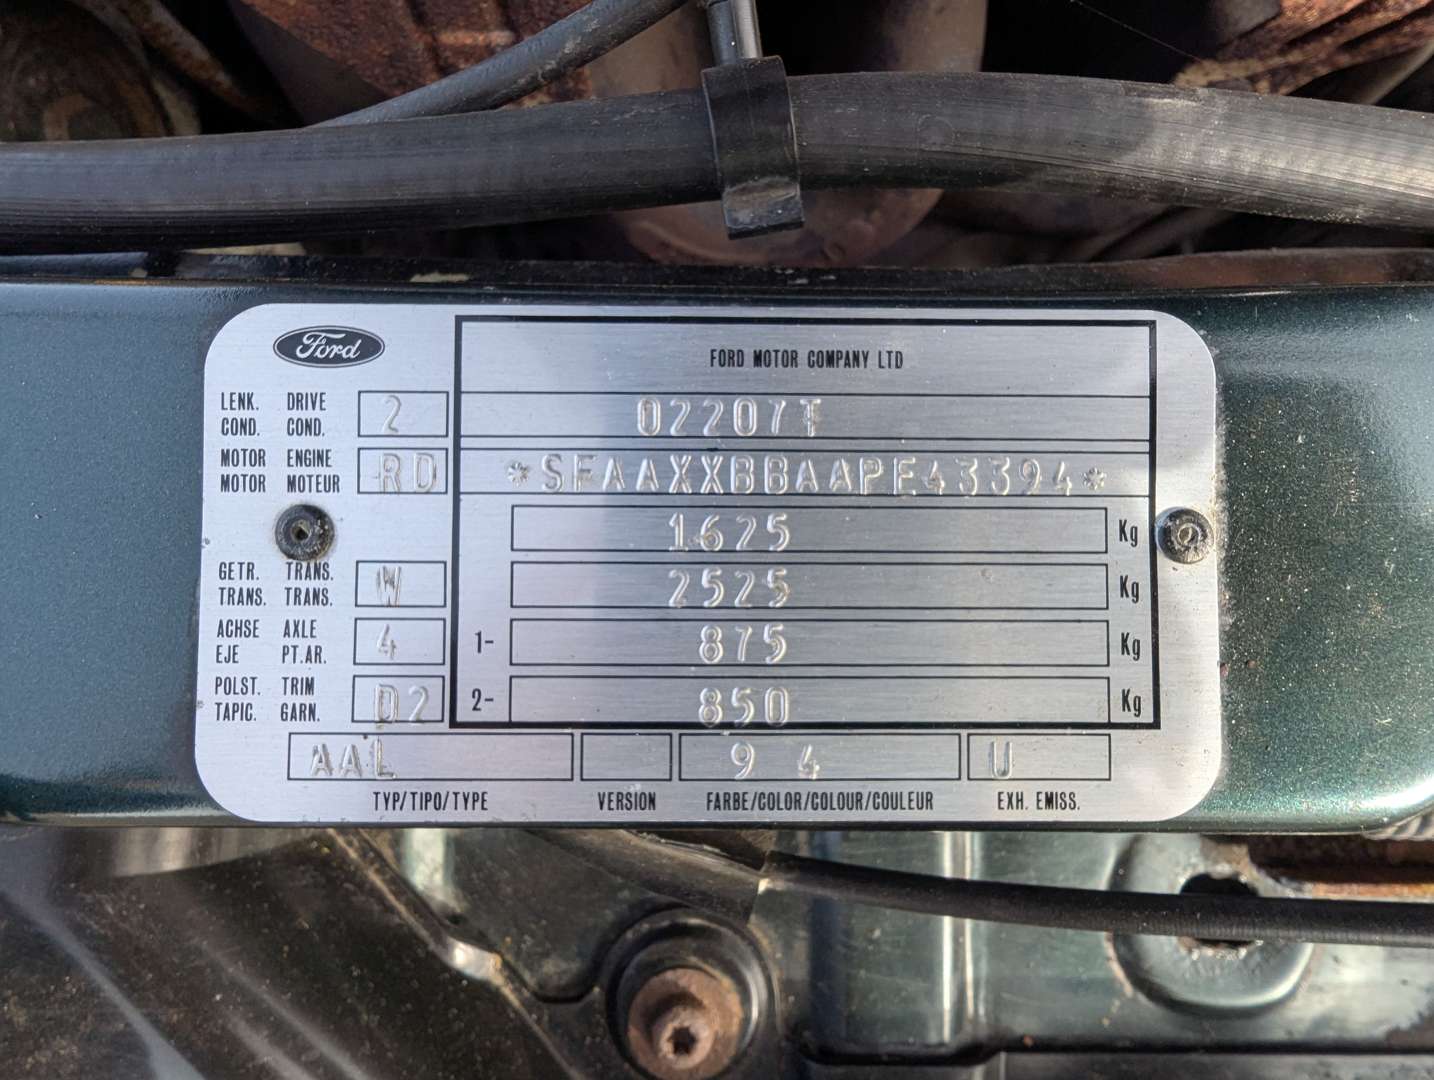 Ford
FORD MOTOR COMPANY LTD
LENK. DRIVE 2
COND. COND.
02207T
MOTOR ENGINE RD
MOTOR MOTEUR
*SFAAXXBBAAPE43394*
1625 Kg
GETR. TRANS. W
TRANS. TRANS.
2525 Kg
ACHSE AXLE 4
EJE PT.AR.
1- 875 Kg
POLST. TRIM D2
TAPIC. GARN.
2- 850 Kg
AAL 9 4 U
TYP/TIPO/TYPE VERSION FARBE/COLOR/COLOUR/COULEUR EXH. EMISS.